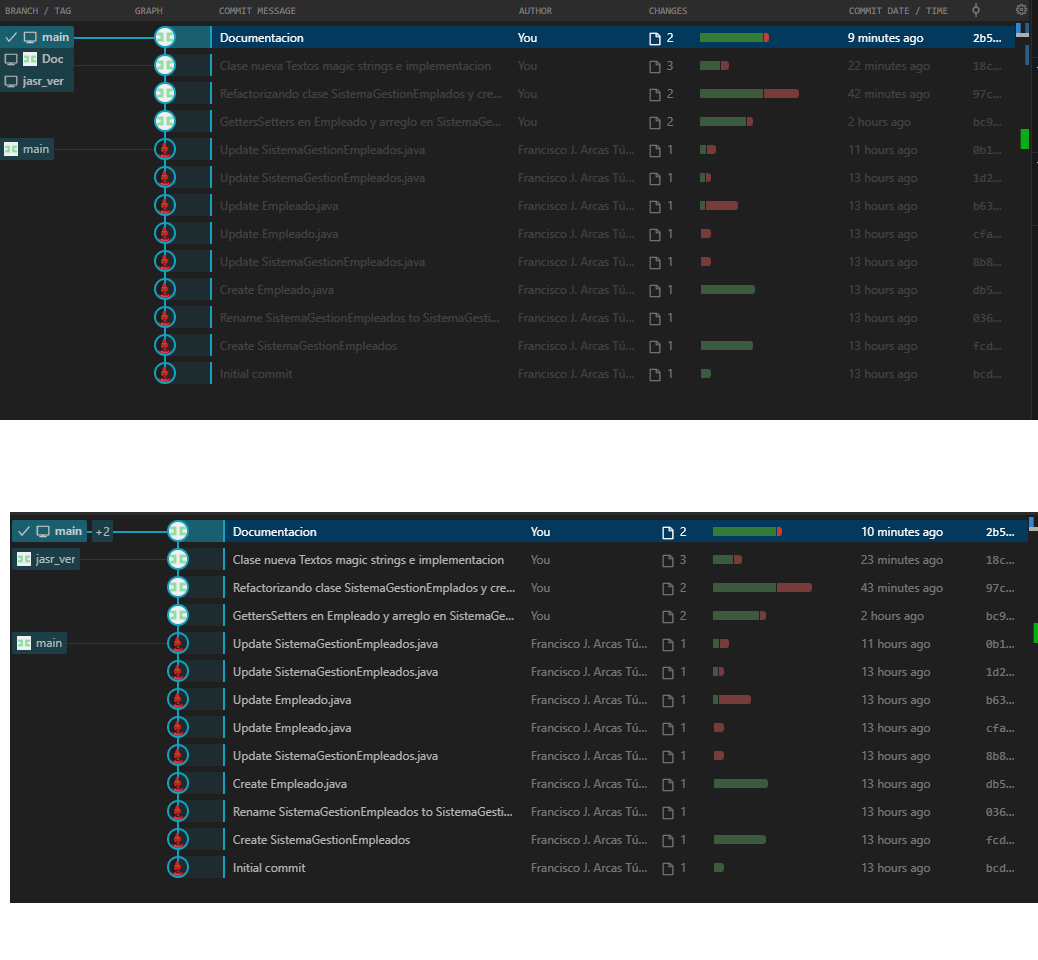 BRANCH / TAG GRAPH COMMIT MESSAGE AUTHOR CHANGES COMMIT DATE / TIME
main Documentacion You 2 9 minutes ago 2b5...
Doc Clase nueva Textos magic strings e implementacion You 3 22 minutes ago 18c...
jasr_ver Refactorizando clase SistemaGestionEmplados y cre... You 2 42 minutes ago 97c...
GettersSetters en Empleado y arreglo en SistemaGe... You 2 2 hours ago bc9...
main Update SistemaGestionEmpleados.java Francisco J. Arcas Tú... 1 11 hours ago 0b1...
Update SistemaGestionEmpleados.java Francisco J. Arcas Tú... 1 13 hours ago 1d2...
Update Empleado.java Francisco J. Arcas Tú... 1 13 hours ago b63...
Update Empleado.java Francisco J. Arcas Tú... 1 13 hours ago cfa...
Update SistemaGestionEmpleados.java Francisco J. Arcas Tú... 1 13 hours ago 8b8...
Create Empleado.java Francisco J. Arcas Tú... 1 13 hours ago db5...
Rename SistemaGestionEmpleados to SistemaGesti... Francisco J. Arcas Tú... 1 13 hours ago 036...
Create SistemaGestionEmpleados Francisco J. Arcas Tú... 1 13 hours ago fcd...
Initial commit Francisco J. Arcas Tú... 1 13 hours ago bcd...
main +2 Documentacion You 2 10 minutes ago 2b5...
jasr_ver Clase nueva Textos magic strings e implementacion You 3 23 minutes ago 18c...
Refactorizando clase SistemaGestionEmplados y cre... You 2 43 minutes ago 97c...
GettersSetters en Empleado y arreglo en SistemaGe... You 2 2 hours ago bc9...
main Update SistemaGestionEmpleados.java Francisco J. Arcas Tú... 1 11 hours ago 0b1...
Update SistemaGestionEmpleados.java Francisco J. Arcas Tú... 1 13 hours ago 1d2...
Update Empleado.java Francisco J. Arcas Tú... 1 13 hours ago b63...
Update Empleado.java Francisco J. Arcas Tú... 1 13 hours ago cfa...
Update SistemaGestionEmpleados.java Francisco J. Arcas Tú... 1 13 hours ago 8b8...
Create Empleado.java Francisco J. Arcas Tú... 1 13 hours ago db5...
Rename SistemaGestionEmpleados to SistemaGesti... Francisco J. Arcas Tú... 1 13 hours ago 036...
Create SistemaGestionEmpleados Francisco J. Arcas Tú... 1 13 hours ago fcd...
Initial commit Francisco J. Arcas Tú... 1 13 hours ago bcd...